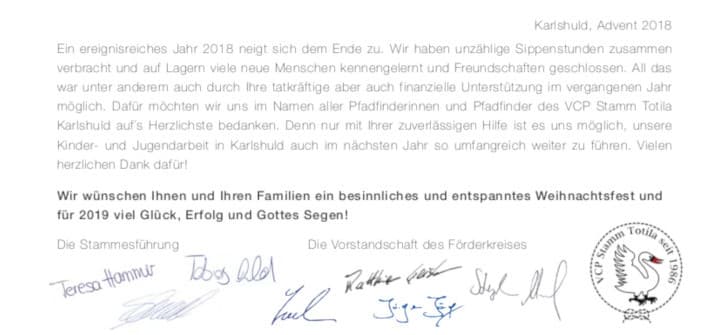 Karlshuld, Advent 2018
Ein ereignisreiches Jahr 2018 neigt sich dem Ende zu. Wir haben unzählige Sippenstunden zusammen
verbracht und auf Lagern viele neue Menschen kennengelernt und Freundschaften geschlossen. All das
war unter anderem auch durch Ihre tatkräftige aber auch finanzielle Unterstützung im vergangenen Jahr
möglich. Dafür möchten wir uns im Namen aller Pfadfinderinnen und Pfadfinder des VCP Stamm Totila
Karlshuld auf's Herzlichste bedanken. Denn nur mit Ihrer zuverlässigen Hilfe ist es uns möglich, unsere
Kinder- und Jugendarbeit in Karlshuld auch im nächsten Jahr so umfangreich weiter zu führen. Vielen
herzlichen Dank dafür!
Wir wünschen Ihnen und Ihren Familien ein besinnliches und entspanntes Weihnachtsfest und
für 2019 viel Glück, Erfolg und Gottes Segen!
Die Stammesführung
Die Vorstandschaft des Förderkreises
Teresa Hammer
VCP Stamm Totila seit 1986